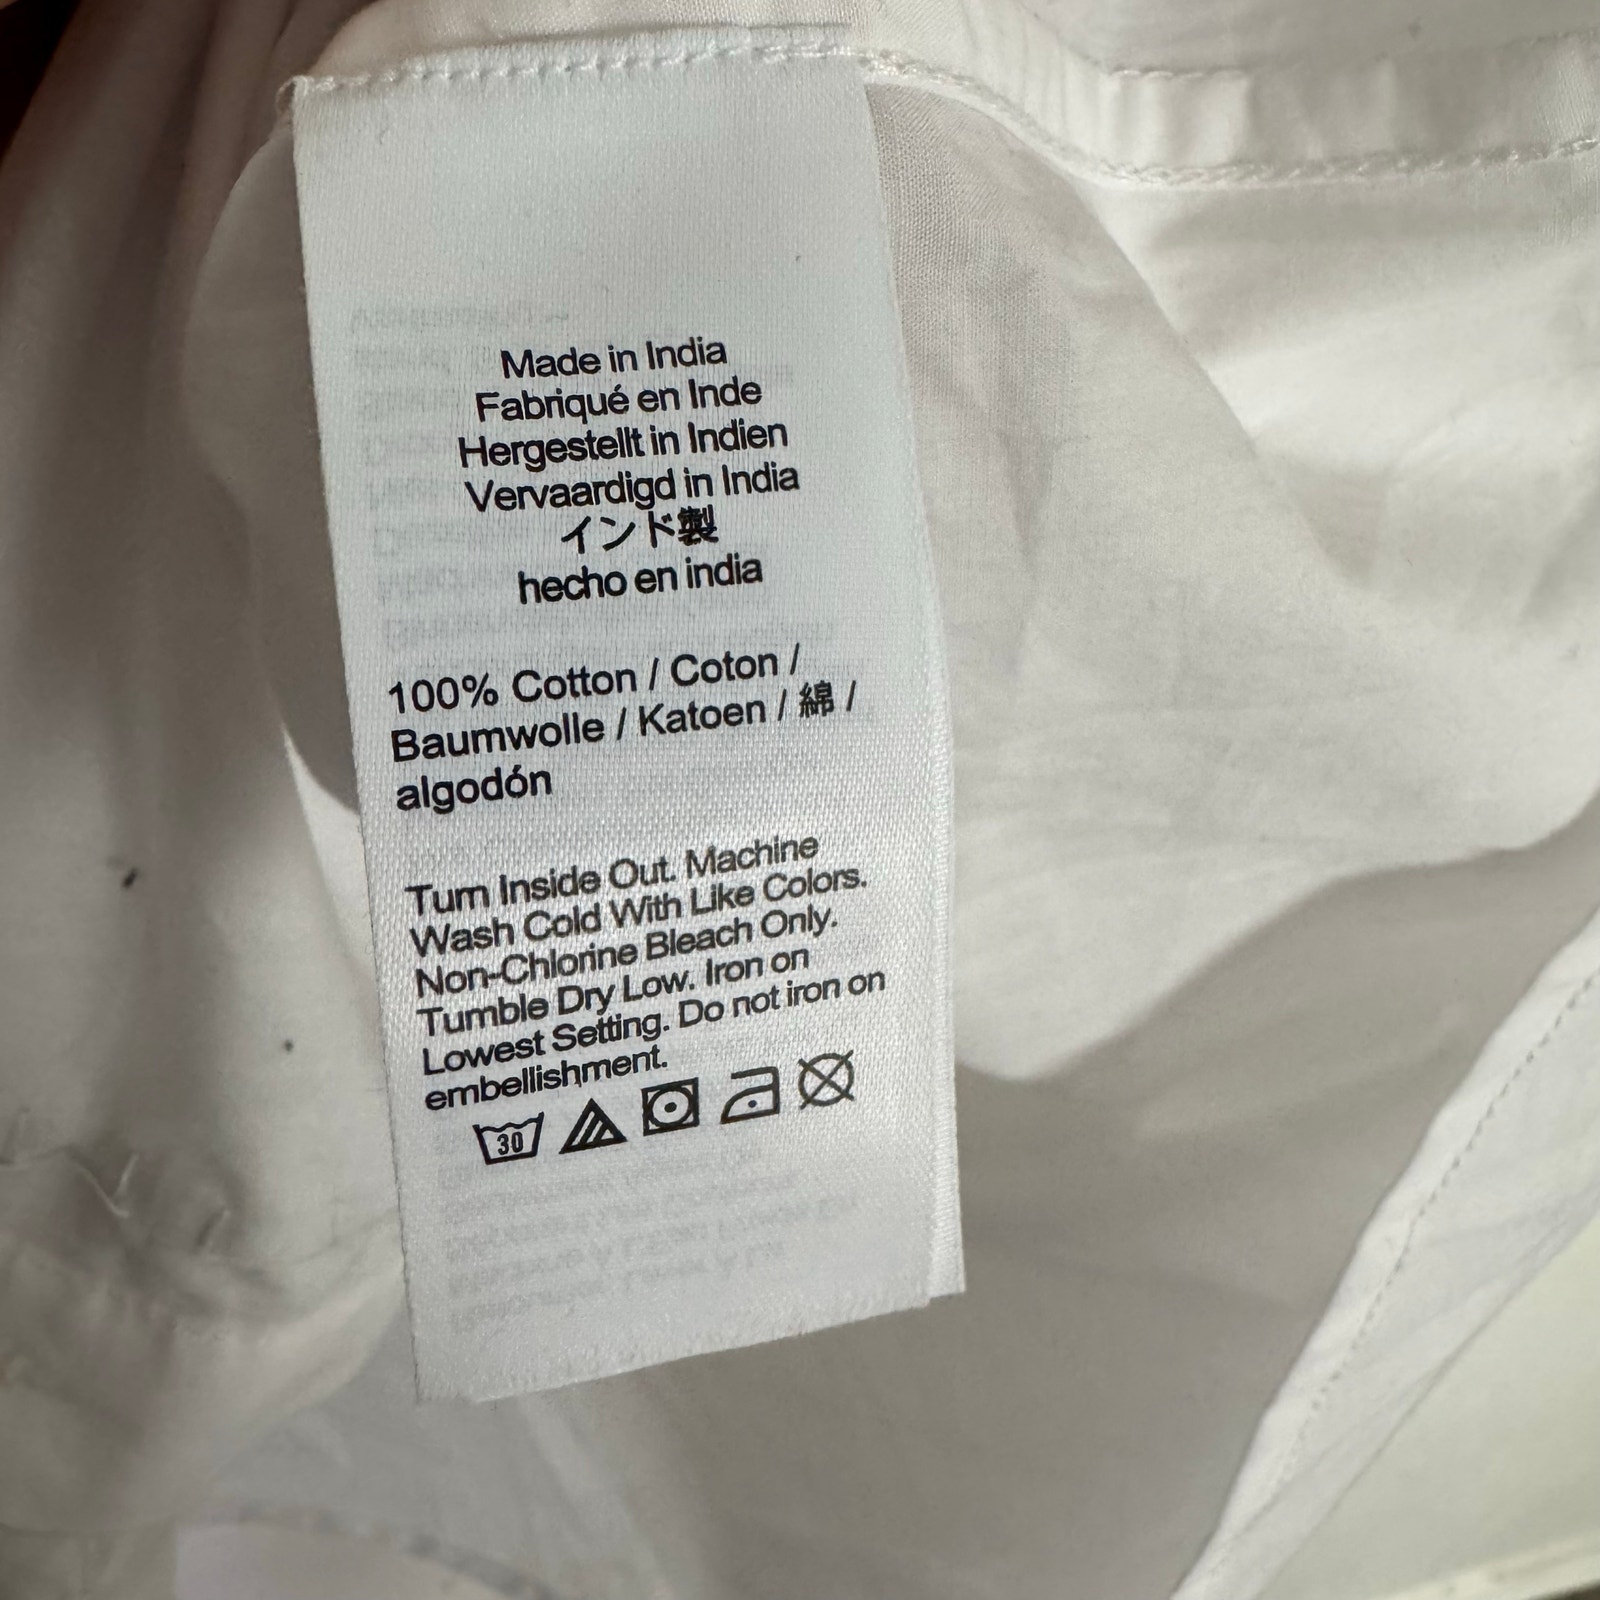 Made in India
Fabriqué en Inde
Hergestellt in Indien
Vervaardigd in India
インド製
hecho en india
100% Cotton / Coton /
Baumwolle / Katoen / 綿 /
algodón
Turn Inside Out. Machine
Wash Cold With Like Colors.
Non-Chlorine Bleach Only.
Tumble Dry Low. Iron on
Lowest Setting. Do not iron on
embellishment.
30